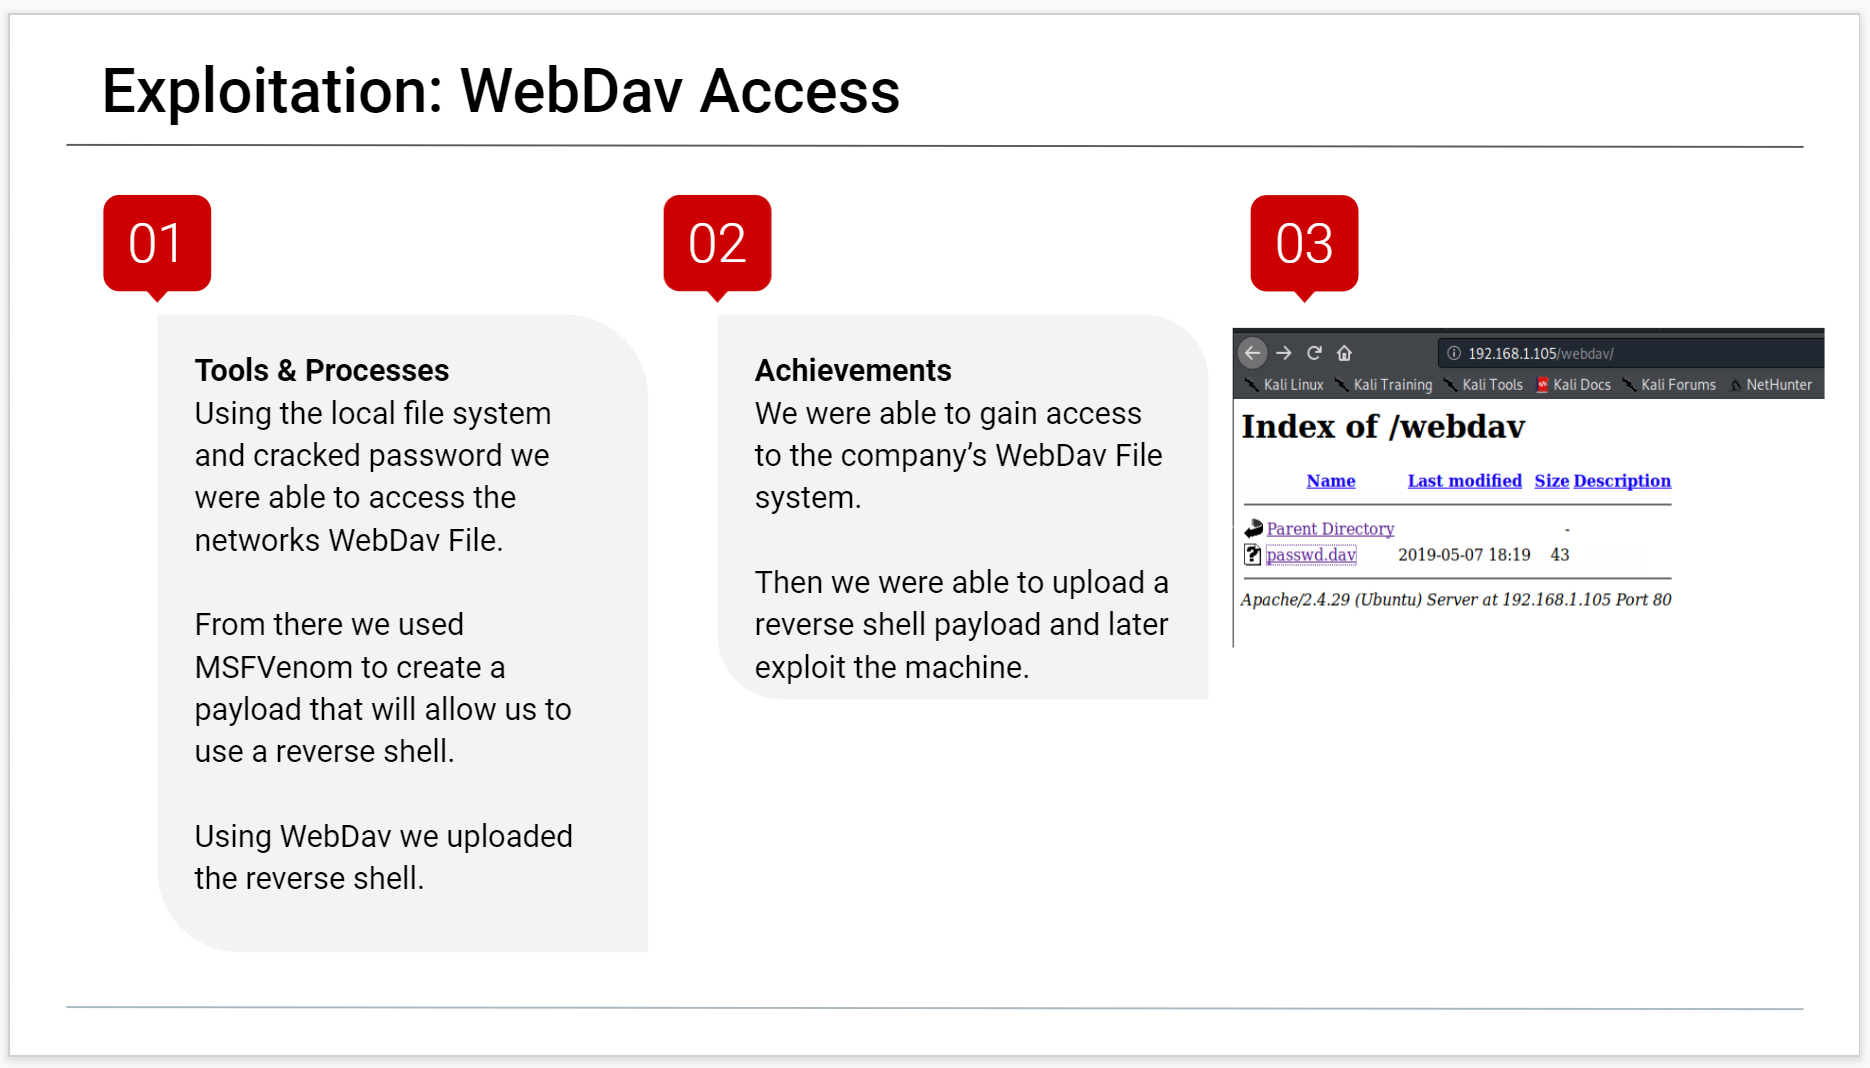 Exploitation: WebDav Access
01
Tools & Processes
Using the local file system
and cracked password we
were able to access the
networks WebDav File.
From there we used
MSFVenom to create a
payload that will allow us to
use a reverse shell.
Using WebDav we uploaded
the reverse shell.
02
Achievements
We were able to gain access
to the company’s WebDav File
system.
Then we were able to upload a
reverse shell payload and later
exploit the machine.
03
192.168.1.105/webdav/
Kali Linux Kali Training Kali Tools Kali Docs Kali Forums NetHunter
Index of /webdav
Name Last modified Size Description
Parent Directory -
passwd.dav 2019-05-07 18:19 43
Apache/2.4.29 (Ubuntu) Server at 192.168.1.105 Port 80